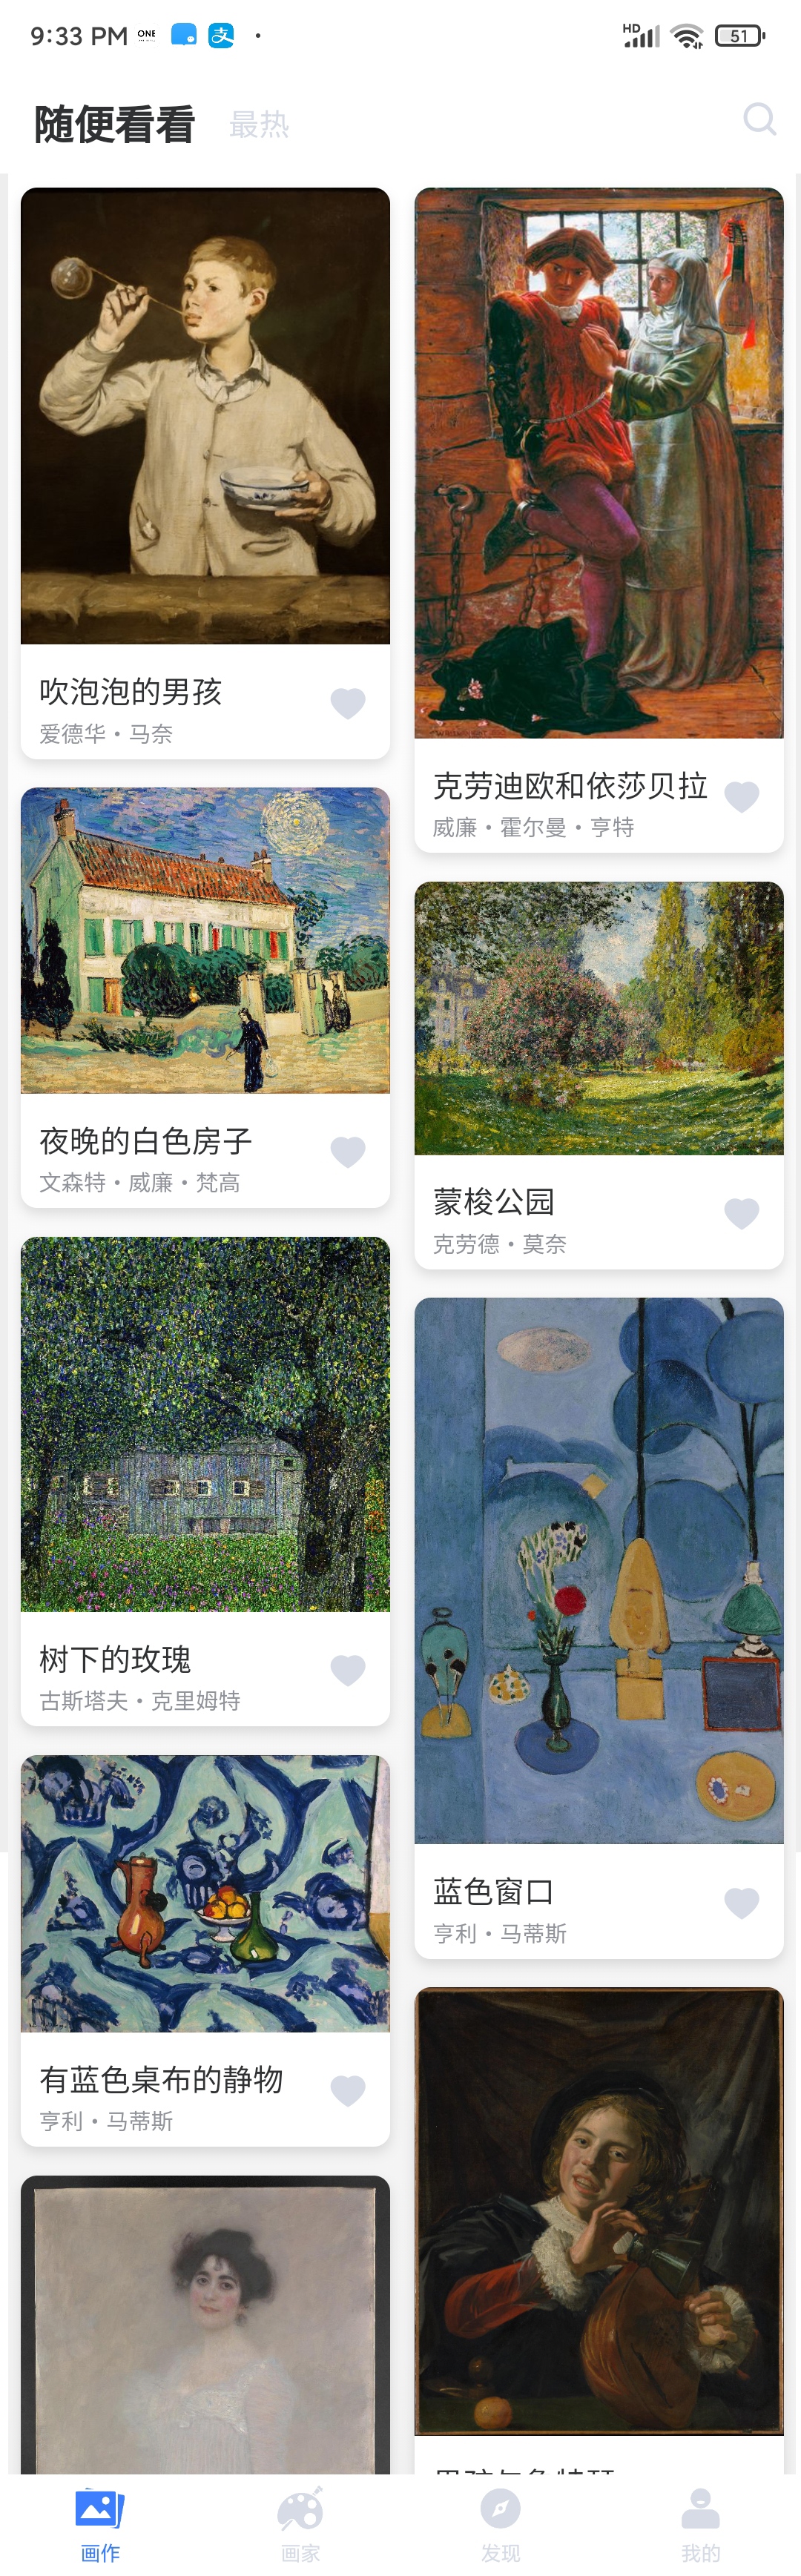 9:33 PM ONE 支 HD 51
随便看看 最热
吹泡泡的男孩
爱德华・马奈
克劳迪欧和依莎贝拉
威廉・霍尔曼・亨特
夜晚的白色房子
文森特・威廉・梵高
蒙梭公园
克劳德・莫奈
树下的玫瑰
古斯塔夫・克里姆特
蓝色窗口
亨利・马蒂斯
有蓝色桌布的静物
亨利・马蒂斯
画作 画家 发现 我的